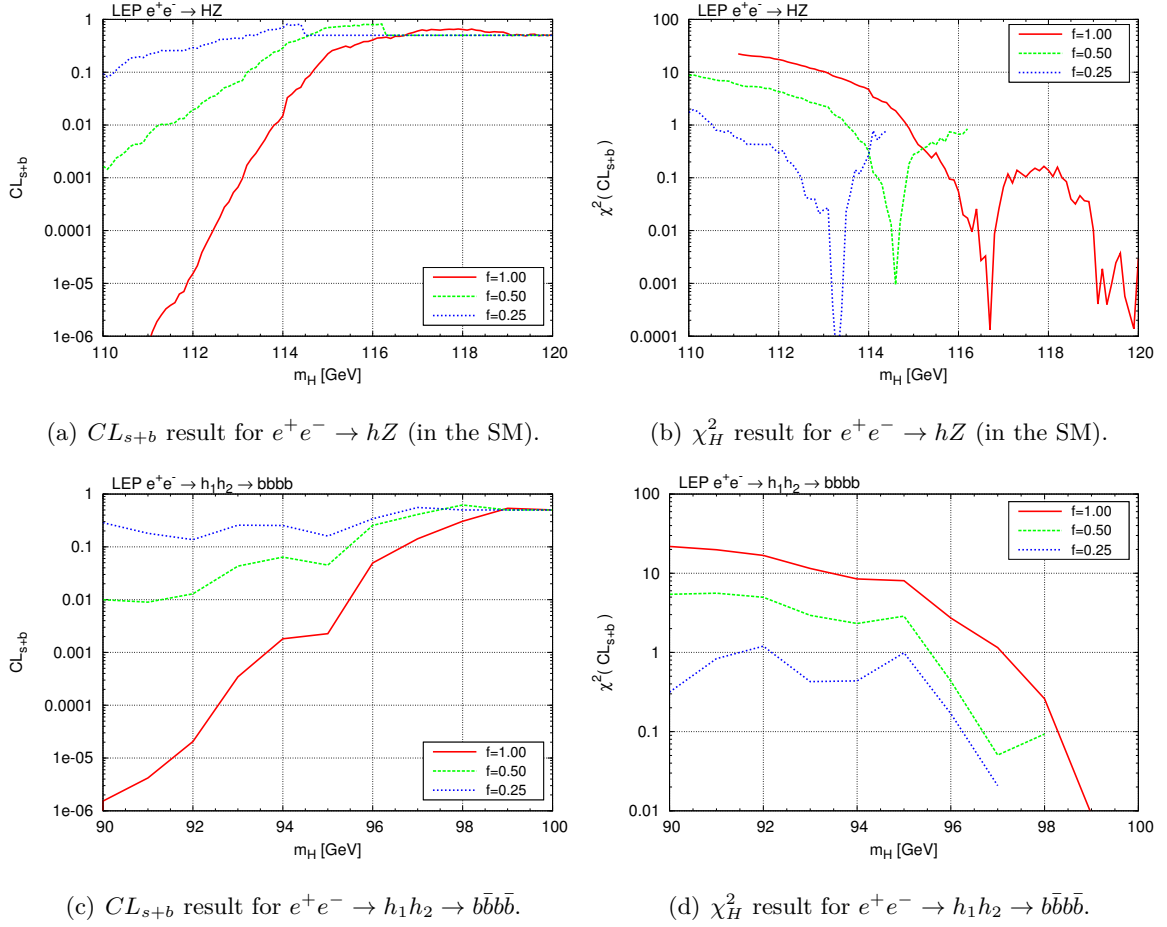 LEP e⁺e⁻ → HZ
1
0.1
0.01
0.001
0.0001
1e-05
1e-06
CL_{s+b}
110 112 114 116 118 120
m_H [GeV]
f=1.00
f=0.50
f=0.25
(a) CL_{s+b} result for e⁺e⁻ → hZ (in the SM).
LEP e⁺e⁻ → HZ
100
10
1
0.1
0.01
0.001
0.0001
χ²( CL_{s+b})
110 112 114 116 118 120
m_H [GeV]
f=1.00
f=0.50
f=0.25
(b) χ²_H result for e⁺e⁻ → hZ (in the SM).
LEP e⁺e⁻ → h₁h₂ → bbbb
1
0.1
0.01
0.001
0.0001
1e-05
1e-06
CL_{s+b}
90 92 94 96 98 100
m_H [GeV]
f=1.00
f=0.50
f=0.25
(c) CL_{s+b} result for e⁺e⁻ → h₁h₂ → bb̄bb̄.
LEP e⁺e⁻ → h₁h₂ → bbbb
100
10
1
0.1
0.01
χ²( CL_{s+b})
90 92 94 96 98 100
m_H [GeV]
f=1.00
f=0.50
f=0.25
(d) χ²_H result for e⁺e⁻ → h₁h₂ → bb̄bb̄.